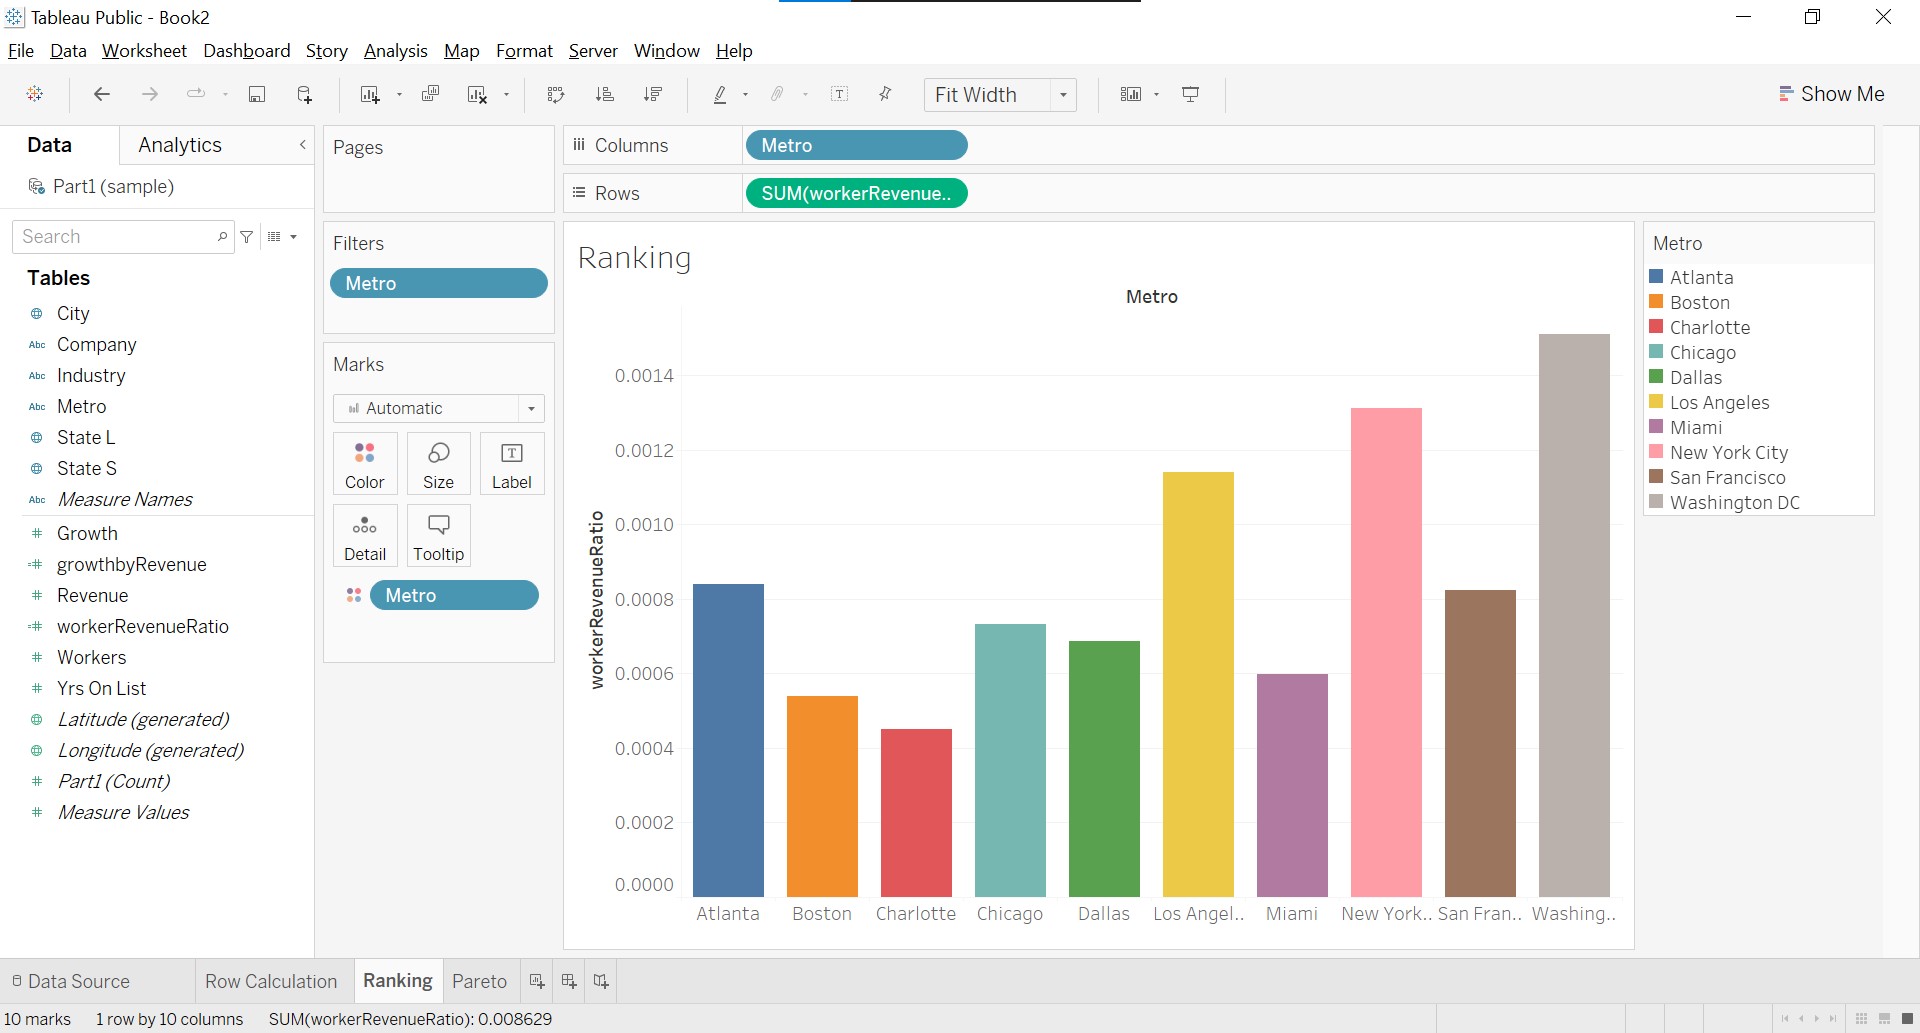 Tableau Public - Book2
File Data Worksheet Dashboard Story Analysis Map Format Server Window Help
Fit Width
Show Me
Data Analytics
Part1 (sample)
Search
Tables
City
Abc Company
Abc Industry
Abc Metro
State L
State S
Abc Measure Names
# Growth
=# growthbyRevenue
# Revenue
=# workerRevenueRatio
# Workers
# Yrs On List
Latitude (generated)
Longitude (generated)
# Part1 (Count)
# Measure Values
Pages
Filters
Metro
Marks
Automatic
Color Size Label
Detail Tooltip
Metro
Columns Metro
Rows SUM(workerRevenue..
Ranking
Metro
workerRevenueRatio
0.0014
0.0012
0.0010
0.0008
0.0006
0.0004
0.0002
0.0000
Atlanta Boston Charlotte Chicago Dallas Los Angel.. Miami New York.. San Fran.. Washing..
Metro
Atlanta
Boston
Charlotte
Chicago
Dallas
Los Angeles
Miami
New York City
San Francisco
Washington DC
Data Source Row Calculation Ranking Pareto
10 marks 1 row by 10 columns SUM(workerRevenueRatio): 0.008629